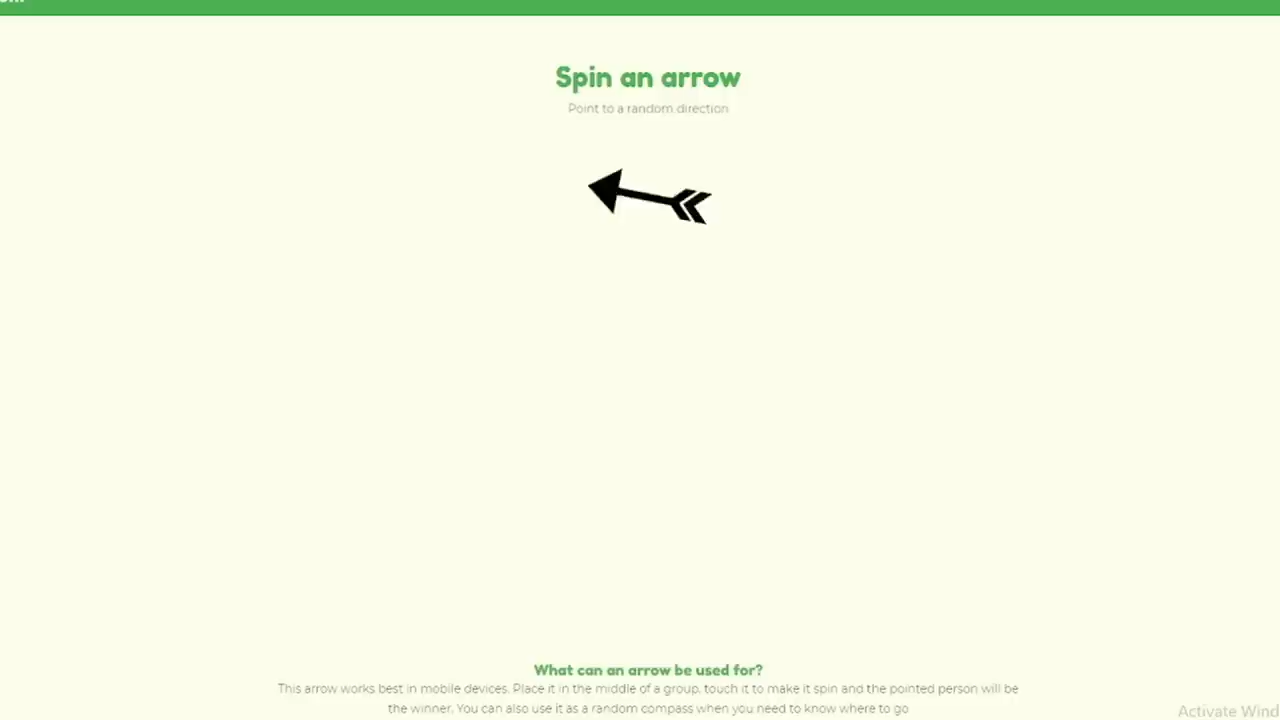 Spin an arrow
Point to a random direction
What can an arrow be used for?
This arrow works best in mobile devices. Place it in the middle of a group, touch it to make it spin and the pointed person will be
the winner. You can also use it as a random compass when you need to know where to go
Activate Wind